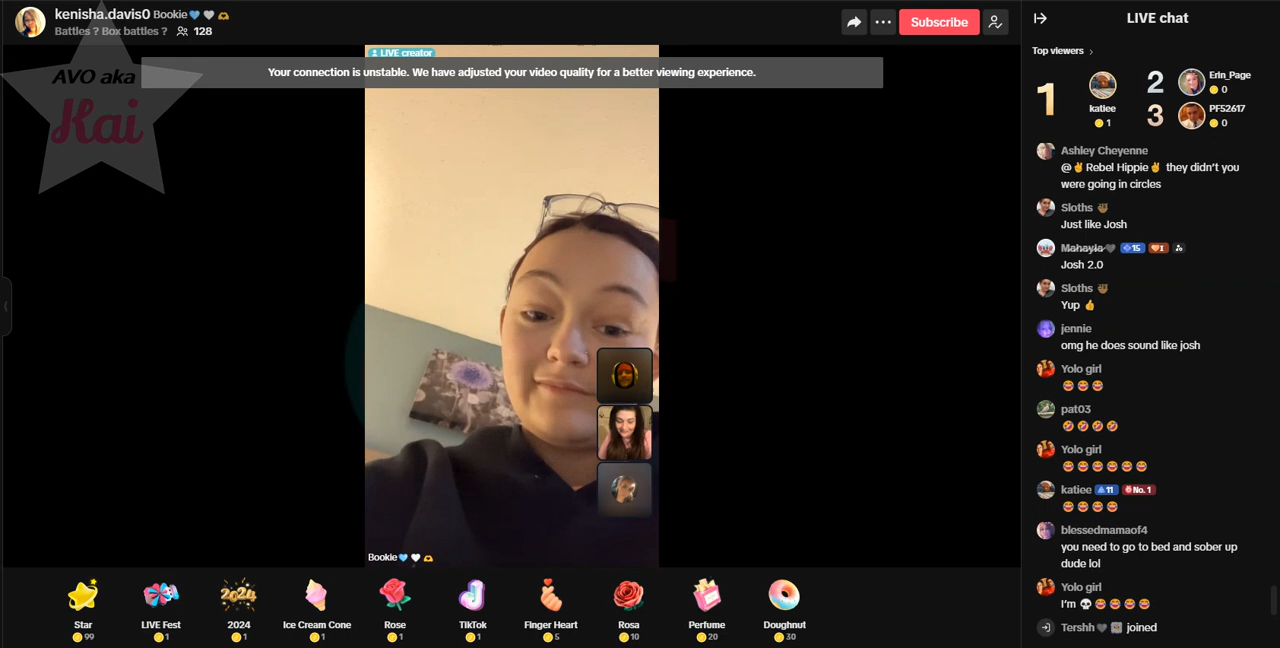 kenisha.davis0 Bookie💙🤍🫶
Battles ? Box battles ? 128
Subscribe
LIVE chat
Top viewers >
LIVE creator
Your connection is unstable. We have adjusted your video quality for a better viewing experience.
AVO aka
Kai
1
katiee
1
2
Erin_Page
0
3
PF52617
0
Ashley Cheyenne
@✌️Rebel Hippie✌️ they didn't you
were going in circles
Sloths
Just like Josh
Mahayla🖤 15 I
Josh 2.0
Sloths
Yup 👍
jennie
omg he does sound like josh
Yolo girl
😂😂😂
pat03
🤣🤣🤣🤣
Yolo girl
😂😂😂😂😂😂
katiee 11 No. 1
😂😂😂😂
blessedmamaof4
you need to go to bed and sober up
dude lol
Yolo girl
I'm 💀😂😂😂😂
Tershh🖤 joined
Bookie💙🤍🫶
2024
Star
99
LIVE Fest
1
2024
1
Ice Cream Cone
1
Rose
1
TikTok
1
Finger Heart
5
Rosa
10
Perfume
20
Doughnut
30